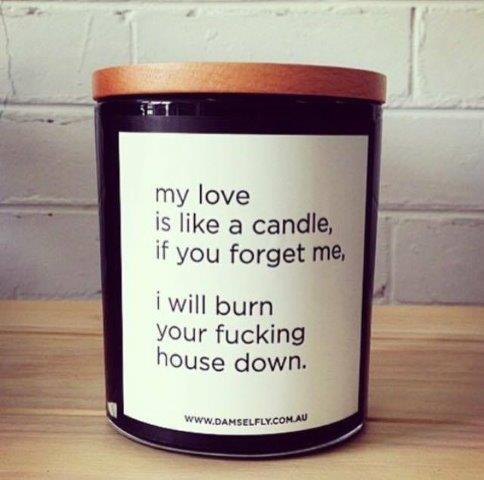 my love
is like a candle,
if you forget me,
i will burn
your fucking
house down.
www.DAMSELFLY.COM.AU